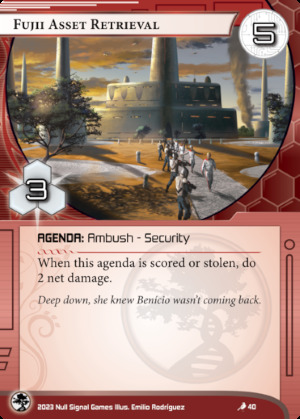 Fujii Asset Retrieval
5
3
AGENDA: Ambush - Security
When this agenda is scored or stolen, do
2 net damage.
Deep down, she knew Benício wasn't coming back.
2023 Null Signal Games Illus. Emilio Rodríguez
40